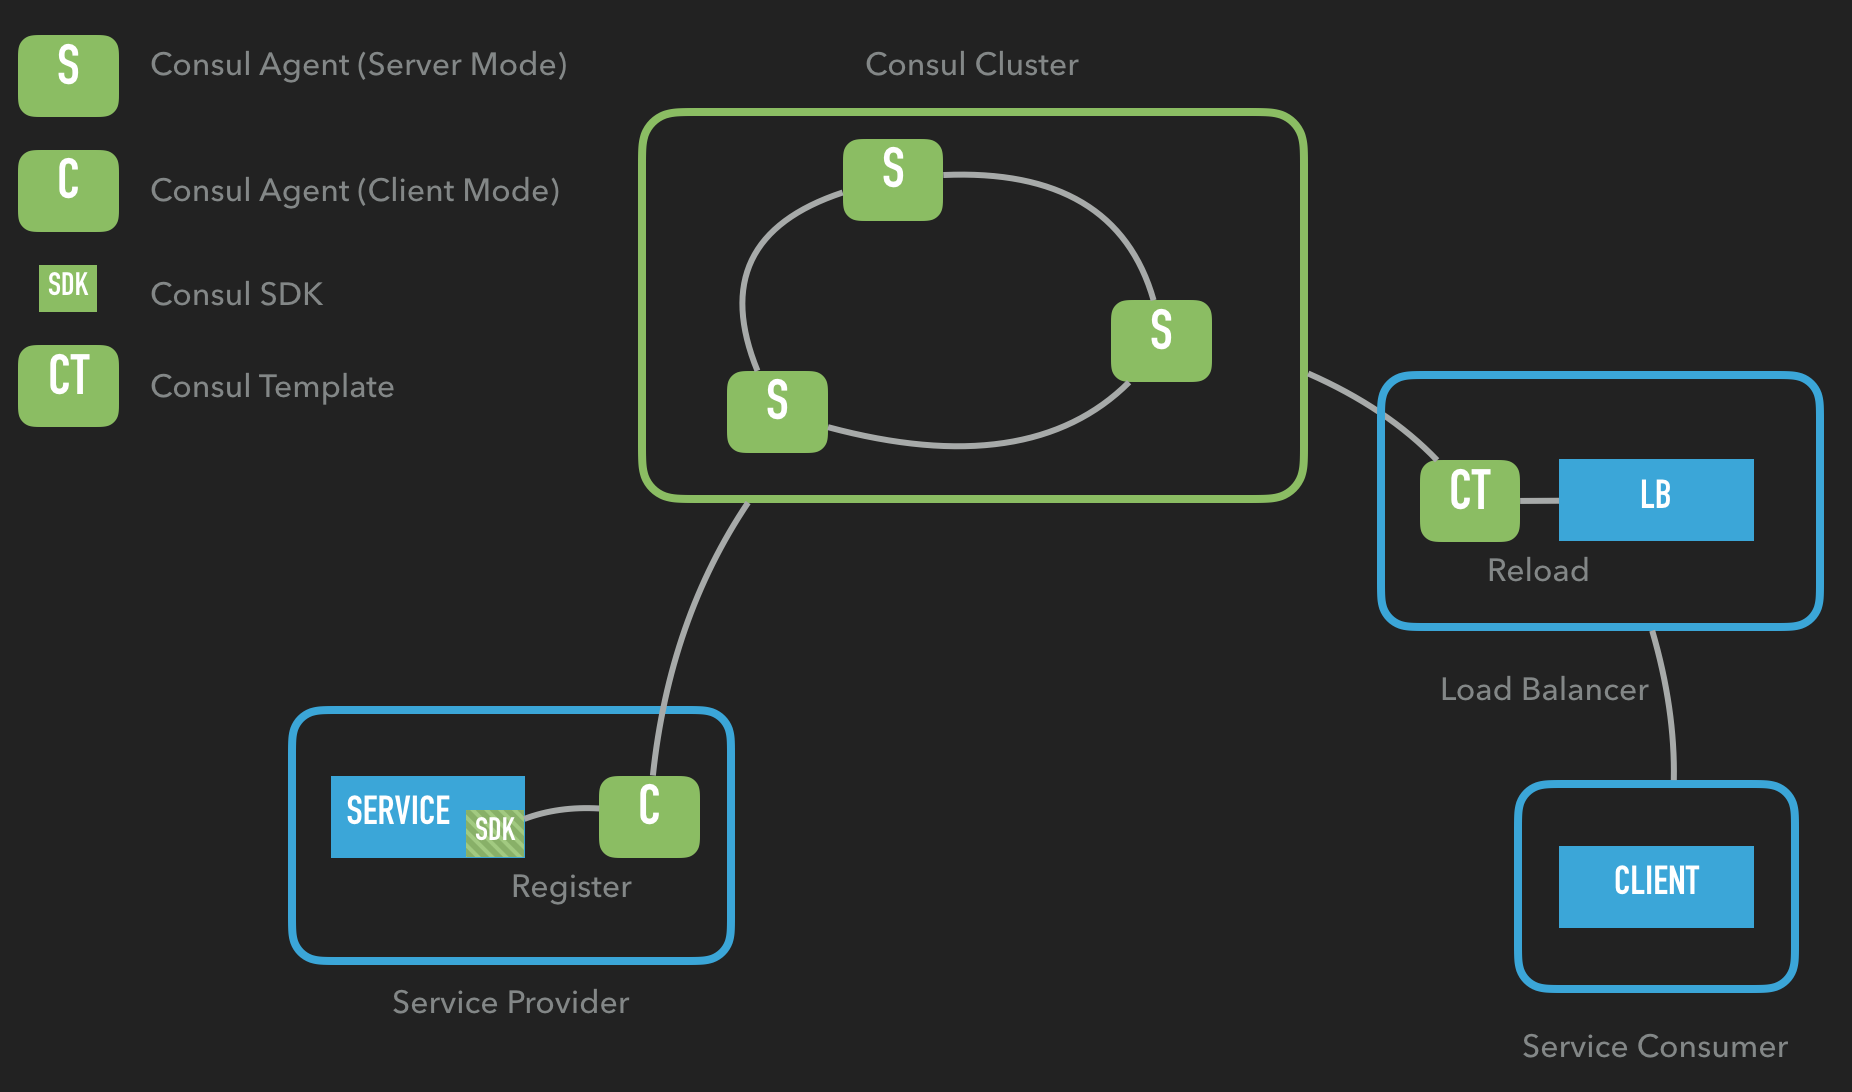 S
Consul Agent (Server Mode)
C
Consul Agent (Client Mode)
SDK
Consul SDK
CT
Consul Template
Consul Cluster
S
S
S
CT
LB
Reload
Load Balancer
SERVICE
SDK
C
Register
Service Provider
CLIENT
Service Consumer